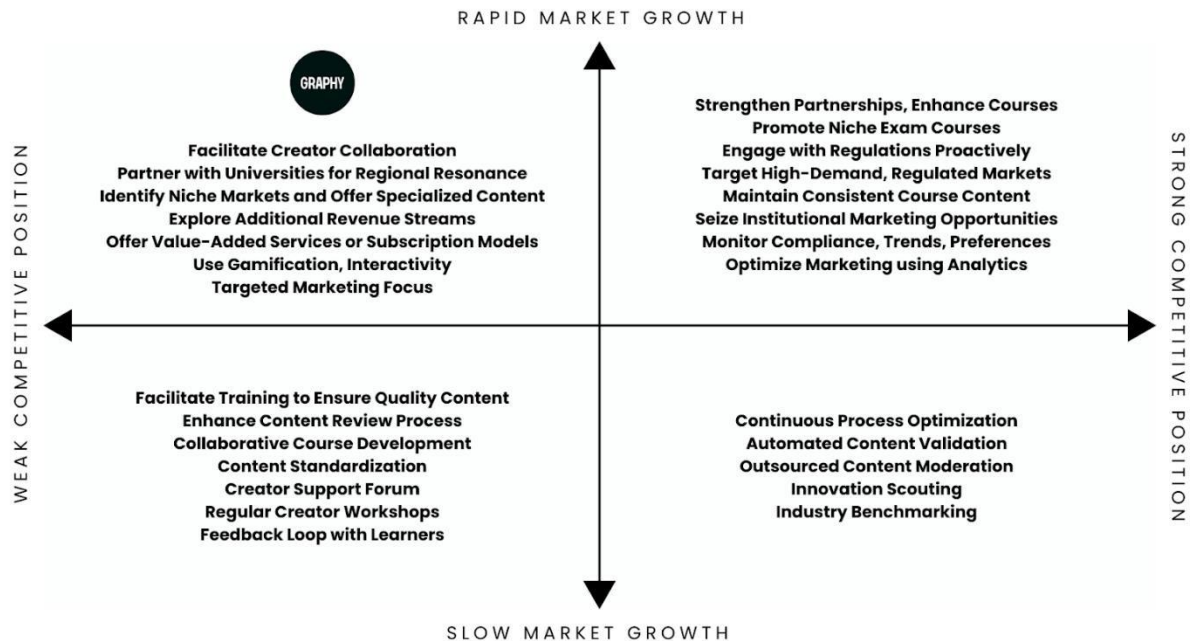 RAPID MARKET GROWTH
GRAPHY
Facilitate Creator Collaboration
Partner with Universities for Regional Resonance
Identify Niche Markets and Offer Specialized Content
Explore Additional Revenue Streams
Offer Value-Added Services or Subscription Models
Use Gamification, Interactivity
Targeted Marketing Focus
Strengthen Partnerships, Enhance Courses
Promote Niche Exam Courses
Engage with Regulations Proactively
Target High-Demand, Regulated Markets
Maintain Consistent Course Content
Seize Institutional Marketing Opportunities
Monitor Compliance, Trends, Preferences
Optimize Marketing using Analytics
WEAK COMPETITIVE POSITION
STRONG COMPETITIVE POSITION
Facilitate Training to Ensure Quality Content
Enhance Content Review Process
Collaborative Course Development
Content Standardization
Creator Support Forum
Regular Creator Workshops
Feedback Loop with Learners
Continuous Process Optimization
Automated Content Validation
Outsourced Content Moderation
Innovation Scouting
Industry Benchmarking
SLOW MARKET GROWTH